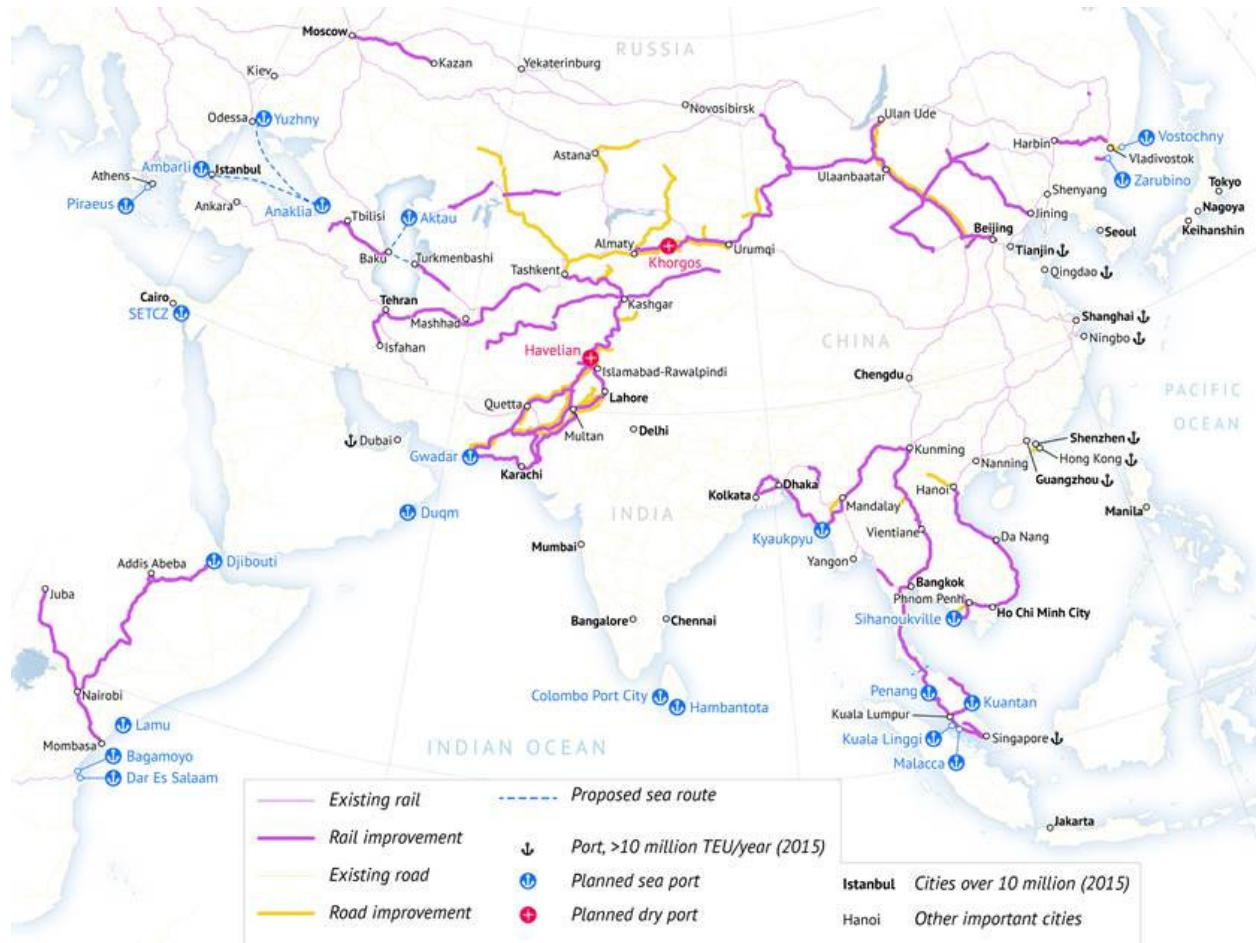 RUSSIA
Moscow
Kazan
Yekaterinburg
Kiev
Novosibirsk
Ulan Ude
Odessa
Yuzhny
Harbin
Vostochny
Vladivostok
Astana
Ambarli
Istanbul
Ulaanbaatar
Zarubino
Athens
Shenyang
Tokyo
Piraeus
Ankara
Anaklia
Tbilisi
Aktau
Jining
Nagoya
Beijing
Seoul
Keihanshin
Almaty
Urumqi
Tianjin
Baku
Turkmenbashi
Khorgos
Tashkent
Qingdao
Cairo
SETCZ
Tehran
Mashhad
Kashgar
Shanghai
Ningbo
Isfahan
CHINA
Havelian
Islamabad-Rawalpindi
Chengdu
PACIFIC
OCEAN
Quetta
Lahore
Multan
Delhi
Dubai
Gwadar
Karachi
Kunming
Shenzhen
Hong Kong
Nanning
Guangzhou
Dhaka
Kolkata
Hanoi
Mandalay
Manila
Duqm
INDIA
Kyaukpyu
Vientiane
Da Nang
Mumbai
Yangon
Djibouti
Addis Abeba
Juba
Bangkok
Phnom Penh
Ho Chi Minh City
Sihanoukville
Bangalore
Chennai
Nairobi
Colombo Port City
Hambantota
Penang
Kuantan
Kuala Lumpur
Kuala Linggi
Singapore
Malacca
Lamu
Mombasa
Bagamoyo
Dar Es Salaam
INDIAN OCEAN
Jakarta
Existing rail
Rail improvement
Existing road
Road improvement
Proposed sea route
Port, >10 million TEU/year (2015)
Planned sea port
Planned dry port
Istanbul Cities over 10 million (2015)
Hanoi Other important cities